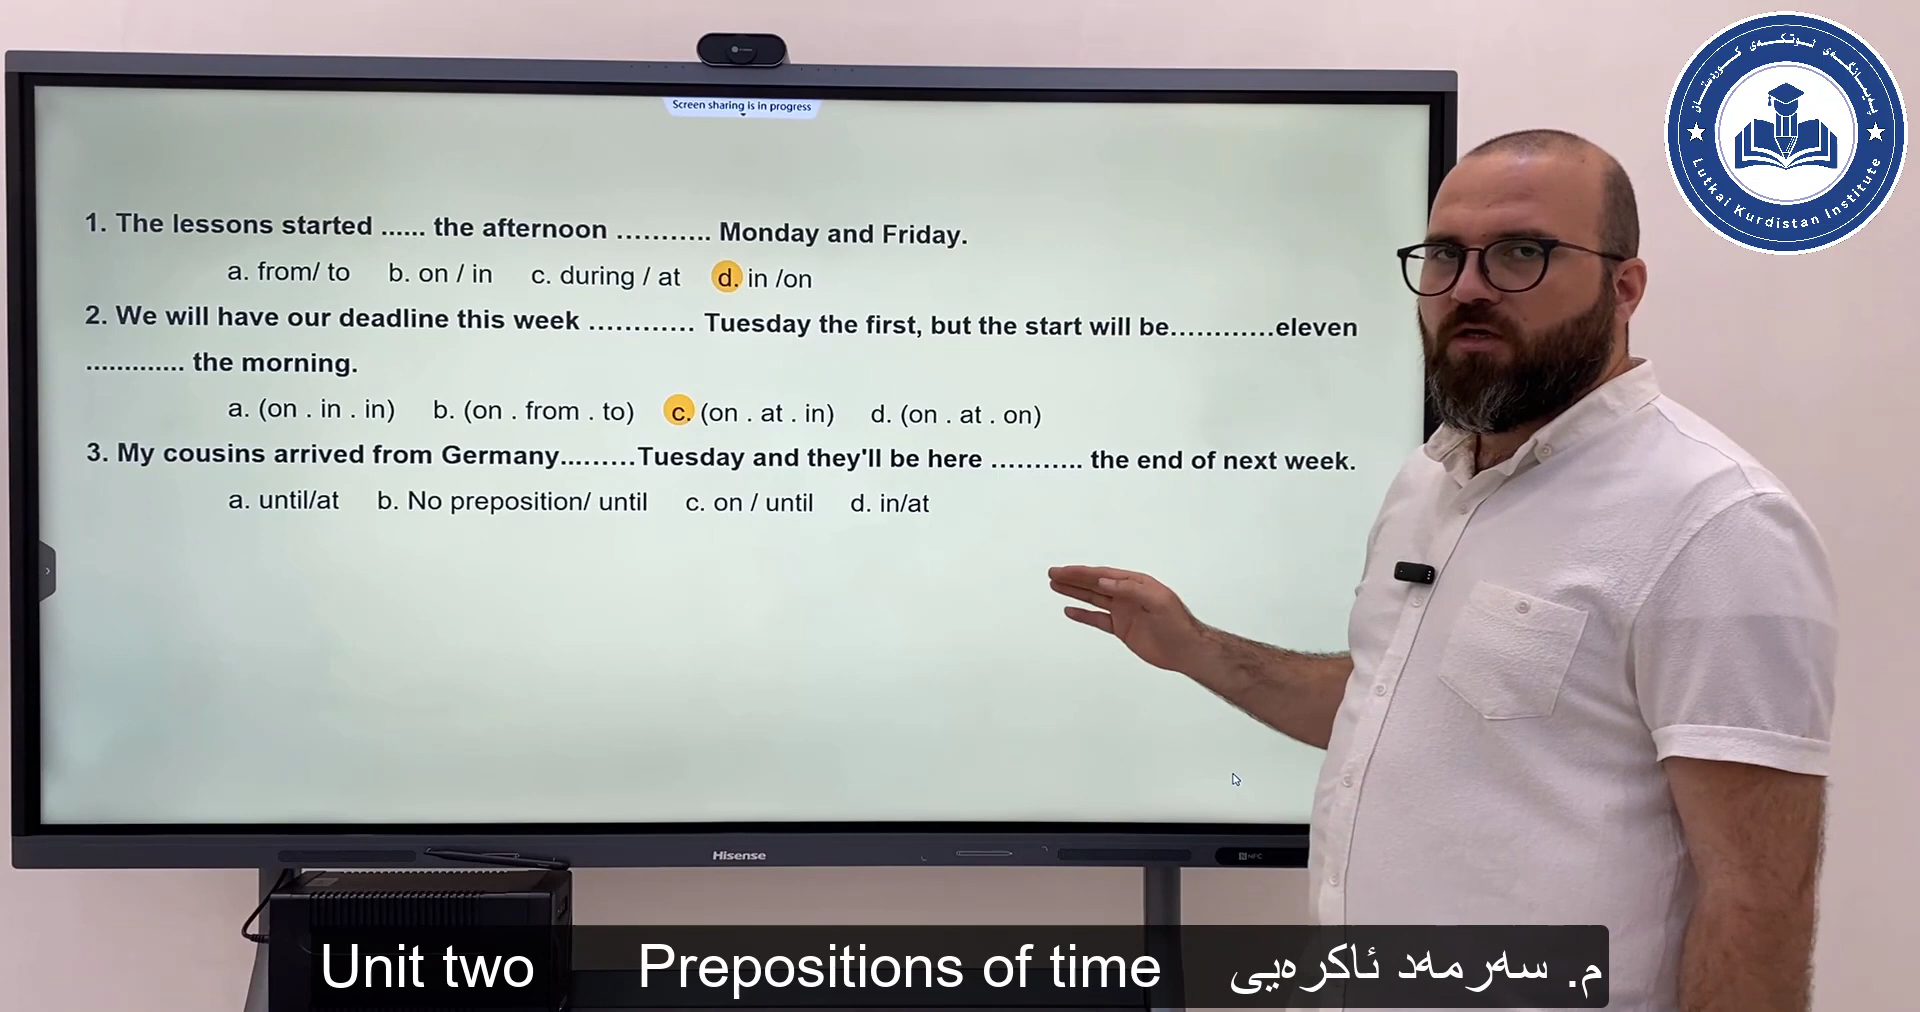 Screen sharing is in progress
1. The lessons started ...... the afternoon ........... Monday and Friday.
a. from/ to b. on / in c. during / at d. in /on
2. We will have our deadline this week ............ Tuesday the first, but the start will be............eleven
............. the morning.
a. (on . in . in) b. (on . from . to) c. (on . at . in) d. (on . at . on)
3. My cousins arrived from Germany.........Tuesday and they'll be here ........... the end of next week.
a. until/at b. No preposition/ until c. on / until d. in/at
Hisense
NFC
پەیمانگەی لوتکەی کوردستان
Lutkai Kurdistan Institute
Unit two Prepositions of time م. سەرمەد ئاکرەیی